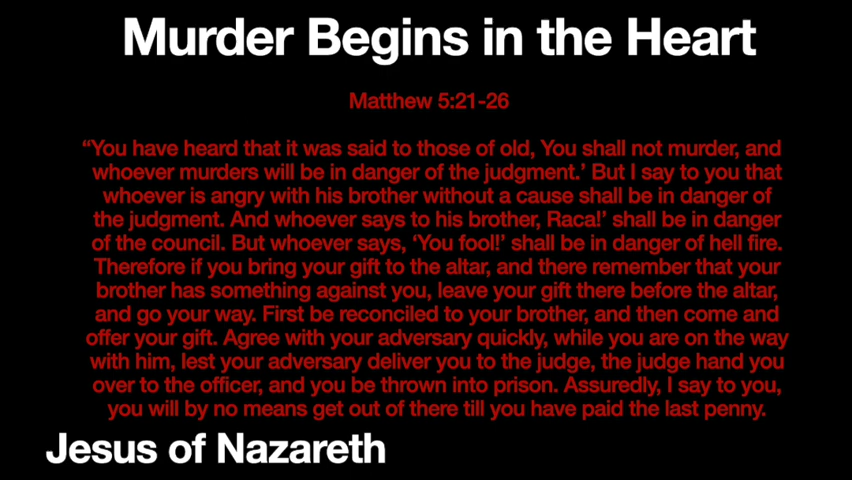 Murder Begins in the Heart
Matthew 5:21-26
“You have heard that it was said to those of old, You shall not murder, and
whoever murders will be in danger of the judgment.’ But I say to you that
whoever is angry with his brother without a cause shall be in danger of
the judgment. And whoever says to his brother, Raca!’ shall be in danger
of the council. But whoever says, ‘You fool!’ shall be in danger of hell fire.
Therefore if you bring your gift to the altar, and there remember that your
brother has something against you, leave your gift there before the altar,
and go your way. First be reconciled to your brother, and then come and
offer your gift. Agree with your adversary quickly, while you are on the way
with him, lest your adversary deliver you to the judge, the judge hand you
over to the officer, and you be thrown into prison. Assuredly, I say to you,
you will by no means get out of there till you have paid the last penny.
Jesus of Nazareth